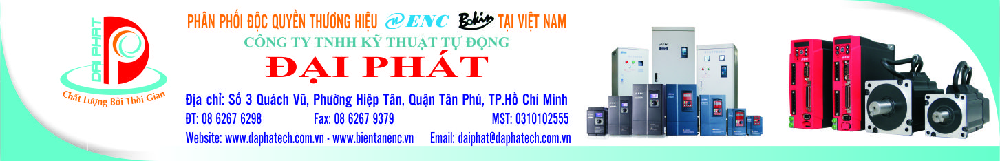 ĐẠI PHÁT
Chất Lượng Bởi Thời Gian
PHÂN PHỐI ĐỘC QUYỀN THƯƠNG HIỆU ENC Bokin TẠI VIỆT NAM
CÔNG TY TNHH KỸ THUẬT TỰ ĐỘNG
ĐẠI PHÁT
Địa chỉ: Số 3 Quách Vũ, Phường Hiệp Tân, Quận Tân Phú, TP.Hồ Chí Minh
ĐT: 08 6267 6298 Fax: 08 6267 9379 MST: 0310102555
Website: www.daphatech.com.vn - www.bientanenc.vn Email: daiphat@daphatech.com.vn